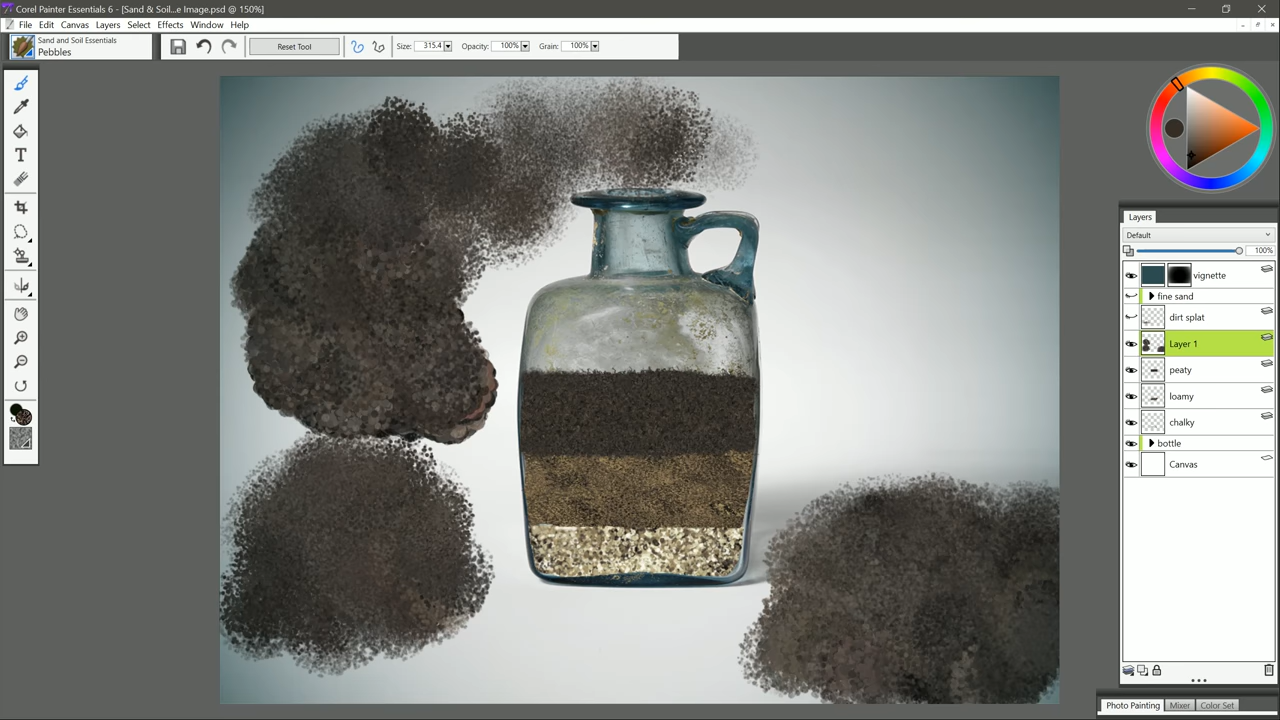 Corel Painter Essentials 6 - [Sand & Soil...e Image.psd @ 150%]
File Edit Canvas Layers Select Effects Window Help
Sand and Soil Essentials
Pebbles
Reset Tool
Size: 315.4
Opacity: 100%
Grain: 100%
Layers
Default
100%
vignette
fine sand
dirt splat
Layer 1
peaty
loamy
chalky
bottle
Canvas
Photo Painting
Mixer
Color Set